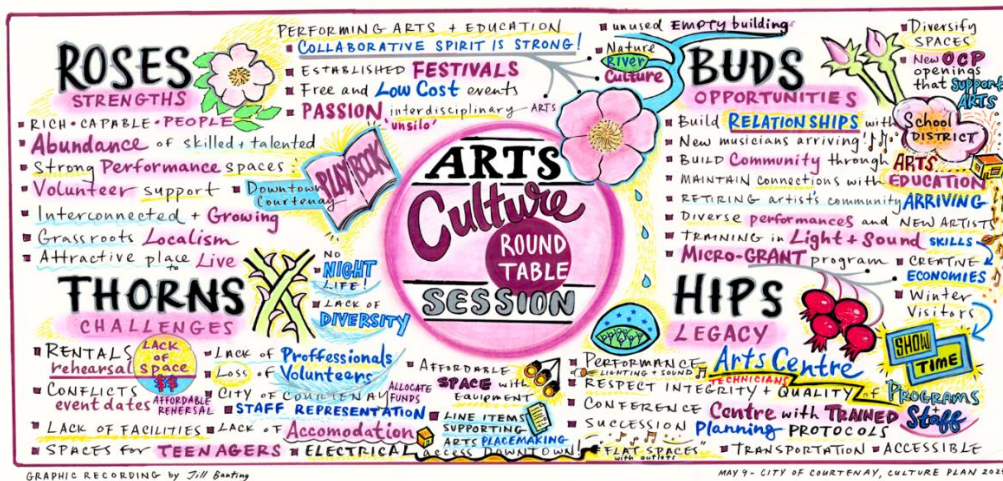 ROSES
STRENGTHS
PERFORMING ARTS + EDUCATION
COLLABORATIVE SPIRIT IS STRONG!
ESTABLISHED FESTIVALS
Free and Low Cost events
PASSION interdisciplinary ARTS
'unsilo'
RICH • CAPABLE • PEOPLE
Abundance of skilled + talented
Strong Performance spaces
Volunteer support
Downtown
Courtenay
PLAYBOOK
Interconnected + Growing
Grassroots Localism
Attractive place to Live
ARTS
Culture
ROUND
TABLE
SESSION
unused Empty buildings
Nature
River
Culture
BUDS
OPPORTUNITIES
Diversify
SPACES
New OCP
openings
that support
ARTS
Build RELATIONSHIPS with
School
DISTRICT
New musicians arriving
BUILD Community through ARTS
EDUCATION
MAINTAIN connections with
RETIRING artist's community ARRIVING
Diverse performances and NEW ARTISTS
TRAINING in Light + Sound SKILLS
MICRO-GRANT program
CREATIVE
ECONOMIES
Winter
Visitors
THORNS
CHALLENGES
NO
NIGHT
LIFE!
LACK OF
DIVERSITY
RENTALS
rehearsal
LACK
of
Space
$$
CONFLICTS
event dates
AFFORDABLE
REHERSAL
LACK OF FACILITIES
SPACES for TEENAGERS
LACK OF Proffessionals
Loss of Volunteers
CITY OF COURTENAY
STAFF REPRESENTATION
LACK OF Accomodation
ELECTRICAL access DOWNTOWN!
HIPS
LEGACY
AFFORDABLE
ALLOCATE
FUNDS
SPACE with
EQUIPMENT
LINE ITEMS
SUPPORTING
ARTS PLACEMAKING
PERFORMANCE Arts Centre
LIGHTING + SOUND
TECHNICIANS
RESPECT INTEGRITY + QUALITY of PROGRAMS
CONFERENCE Centre with TRAINED Staff
SUCCESSION Planning PROTOCOLS
FLAT SPACES
with outlets
TRANSPORTATION
ACCESSIBLE
SHOW
TIME
GRAPHIC RECORDING by Jill Banting
MAY 9 - CITY OF COURTENAY, CULTURE PLAN